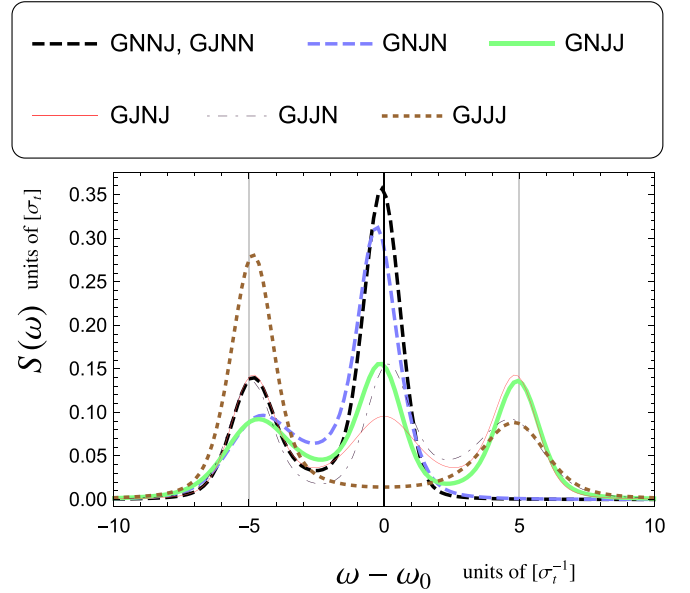 GNNJ, GJNN GNJN GNJJ
GJNJ GJJN GJJJ
S(ω) units of [σₜ]
0.35
0.30
0.25
0.20
0.15
0.10
0.05
0.00
-10 -5 0 5 10
ω − ω₀ units of [σₜ⁻¹]